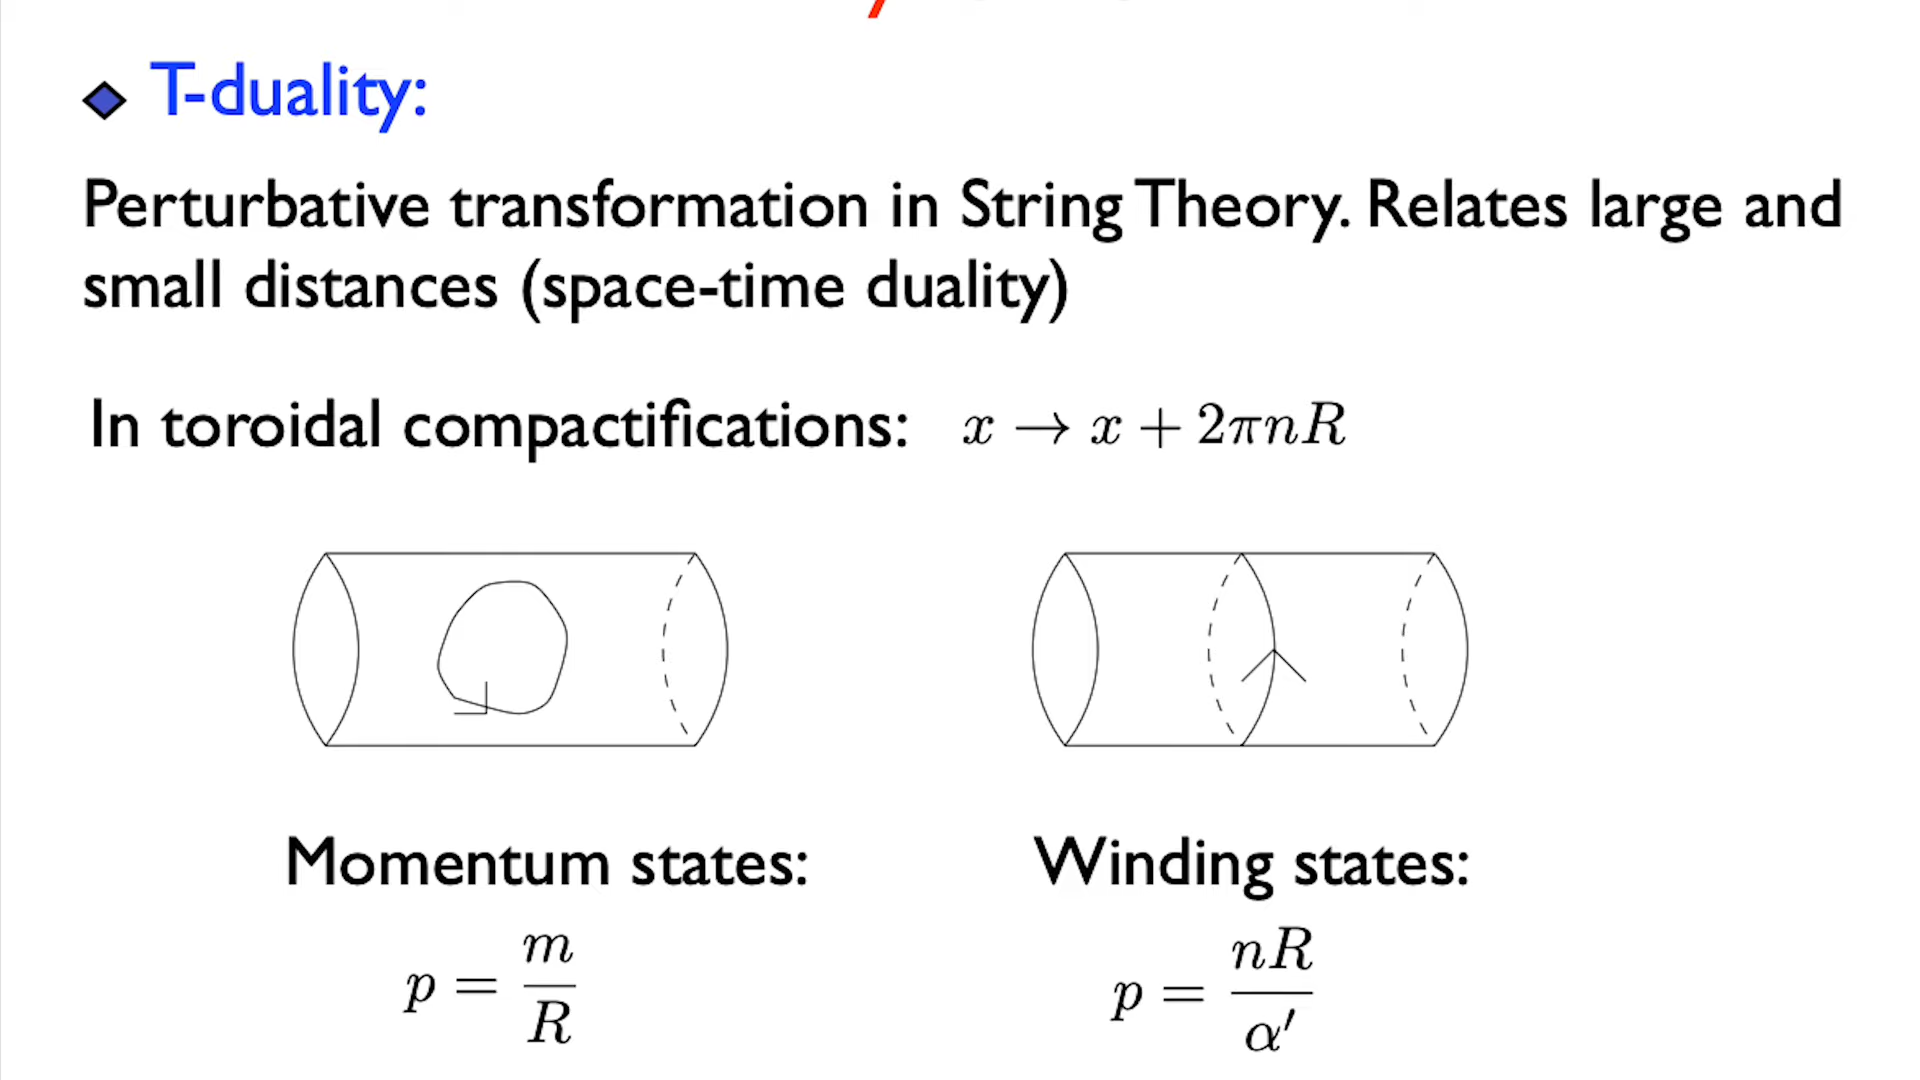 T-duality:
Perturbative transformation in String Theory. Relates large and
small distances (space-time duality)
In toroidal compactifications: x → x + 2πnR
Momentum states:
p = m/R
Winding states:
p = nR/α′